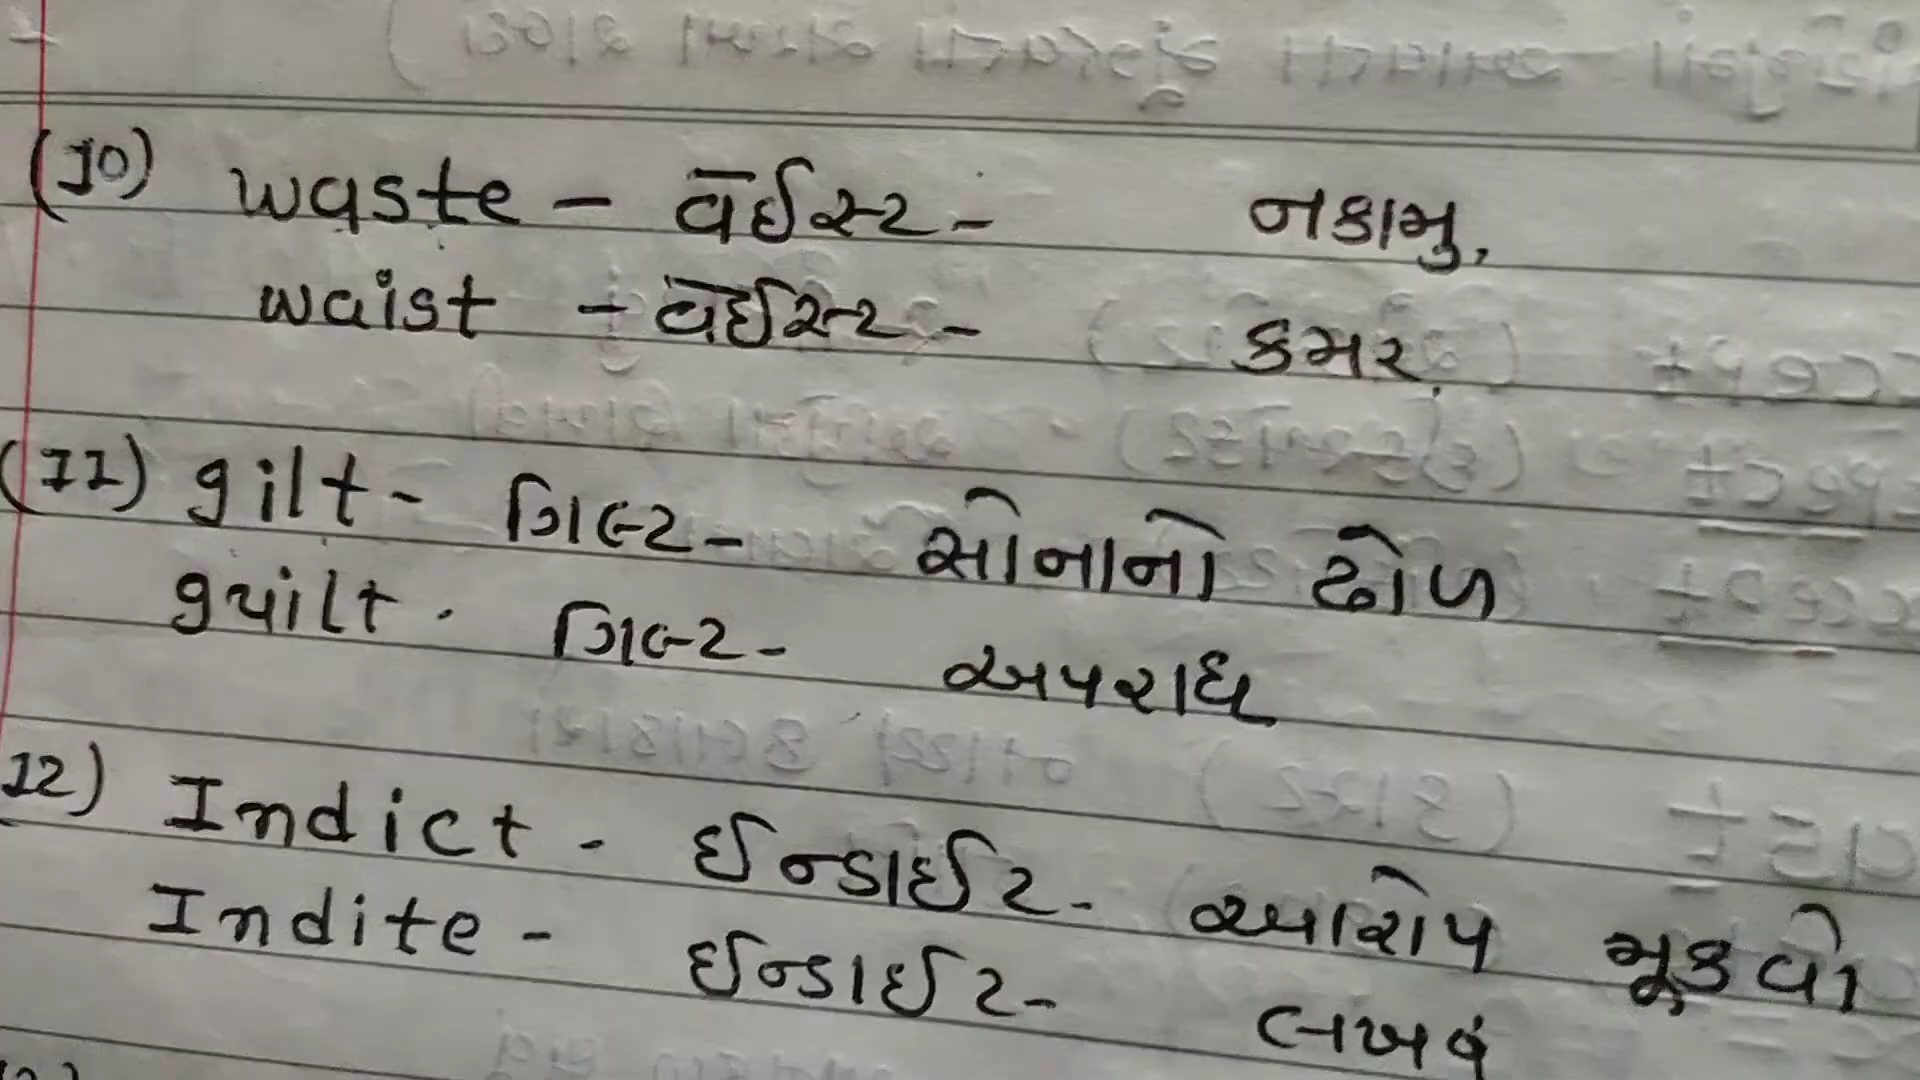 (10) waste - વેઈસ્ટ - નકામુ.
waist - વેઈસ્ટ - કમર.
(11) gilt - ગિલ્ટ - સોનાનો ઢોળ
guilt - ગિલ્ટ - અપરાધ
12) Indict - ઈન્ડાઈટ - આરોપ મૂકવો
Indite - ઈન્ડાઈટ - લખવું